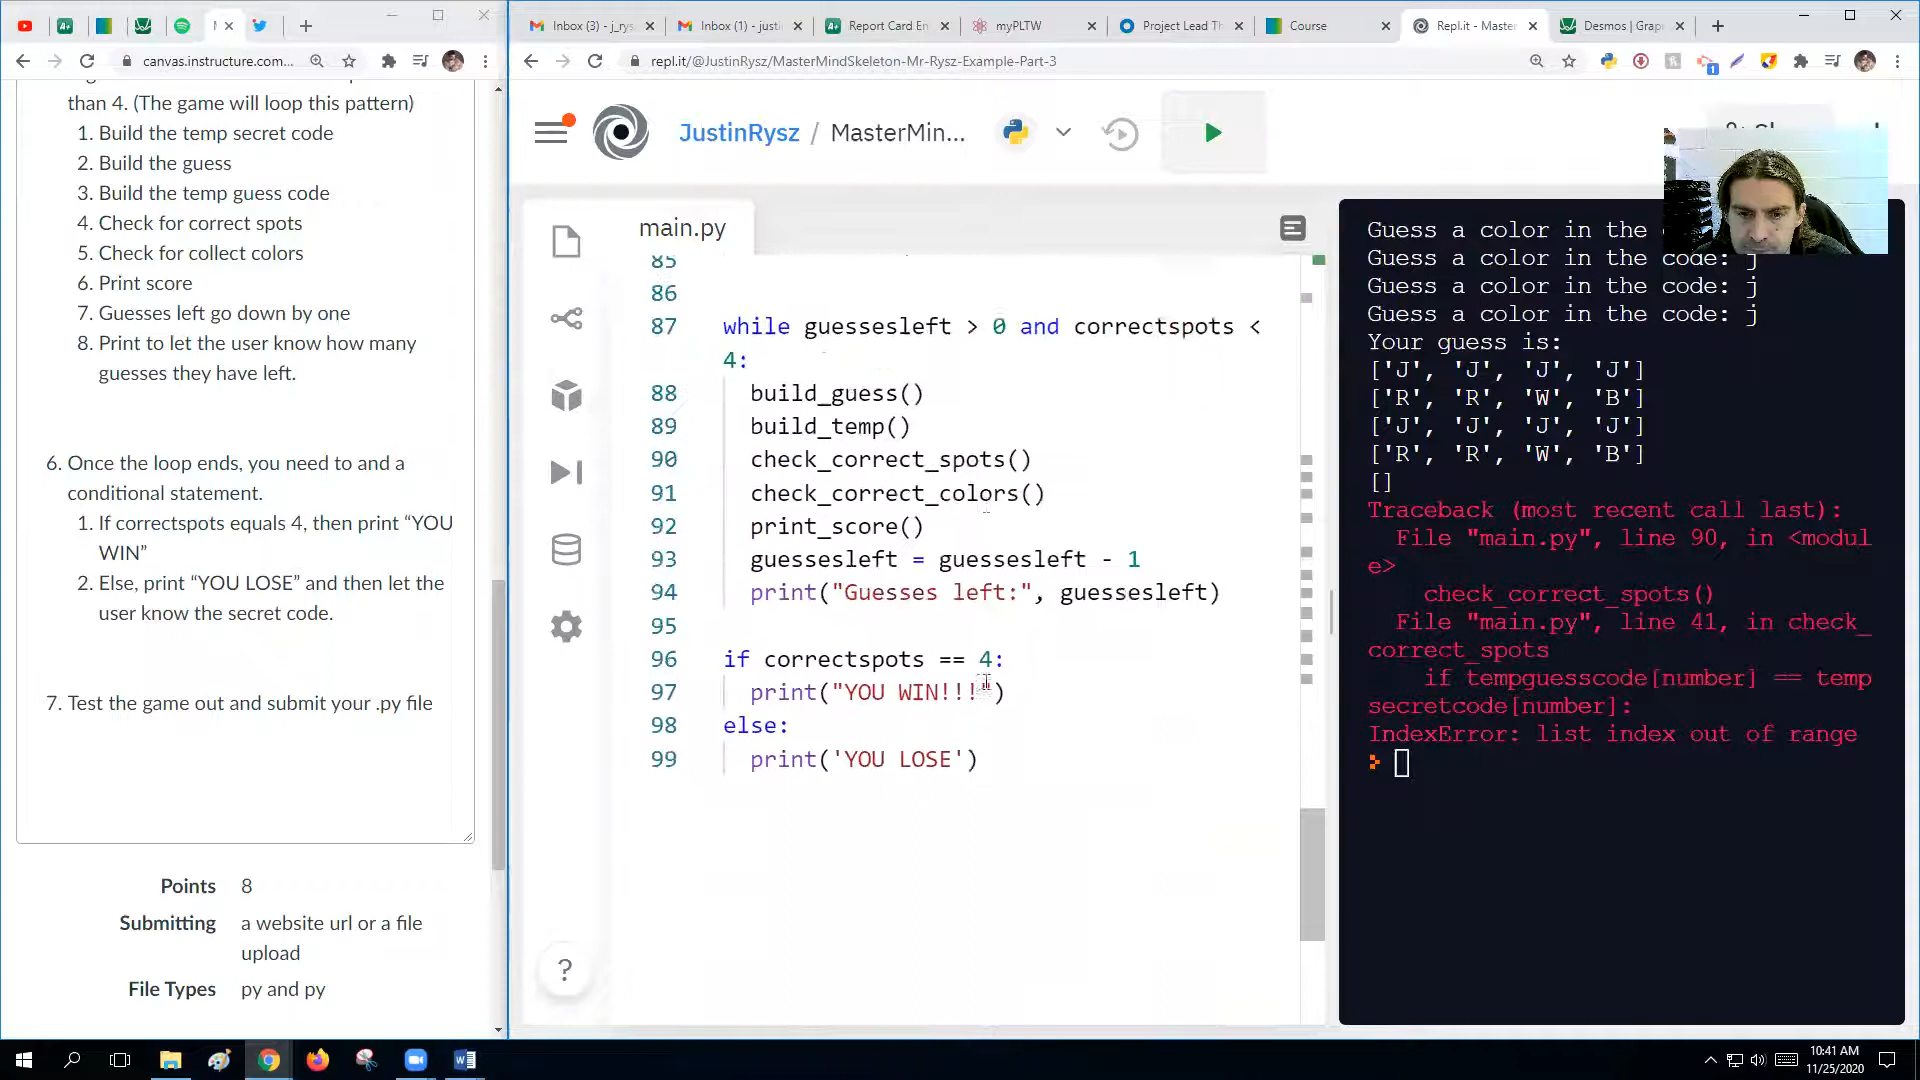 M
Inbox (3) - j_rys
Inbox (1) - justi
Report Card En
myPLTW
Project Lead Th
Course
Repl.it - Master
Desmos | Grap
canvas.instructure.com...
repl.it/@JustinRysz/MasterMindSkeleton-Mr-Rysz-Example-Part-3
than 4. (The game will loop this pattern)
1. Build the temp secret code
2. Build the guess
3. Build the temp guess code
4. Check for correct spots
5. Check for collect colors
6. Print score
7. Guesses left go down by one
8. Print to let the user know how many
guesses they have left.
6. Once the loop ends, you need to and a
conditional statement.
1. If correctspots equals 4, then print “YOU
WIN”
2. Else, print “YOU LOSE” and then let the
user know the secret code.
7. Test the game out and submit your .py file
Points 8
Submitting a website url or a file
upload
File Types py and py
JustinRysz / MasterMin...
main.py
85
86
87 while guessesleft > 0 and correctspots <
4:
88 build_guess()
89 build_temp()
90 check_correct_spots()
91 check_correct_colors()
92 print_score()
93 guessesleft = guessesleft - 1
94 print("Guesses left:", guessesleft)
95
96 if correctspots == 4:
97 print("YOU WIN!!!")
98 else:
99 print('YOU LOSE')
?
Guess a color in the
Guess a color in the code: j
Guess a color in the code: j
Guess a color in the code: j
Your guess is:
['J', 'J', 'J', 'J']
['R', 'R', 'W', 'B']
['J', 'J', 'J', 'J']
['R', 'R', 'W', 'B']
[]
Traceback (most recent call last):
File "main.py", line 90, in <modul
e>
check_correct_spots()
File "main.py", line 41, in check_
correct_spots
if tempguesscode[number] == temp
secretcode[number]:
IndexError: list index out of range
10:41 AM
11/25/2020